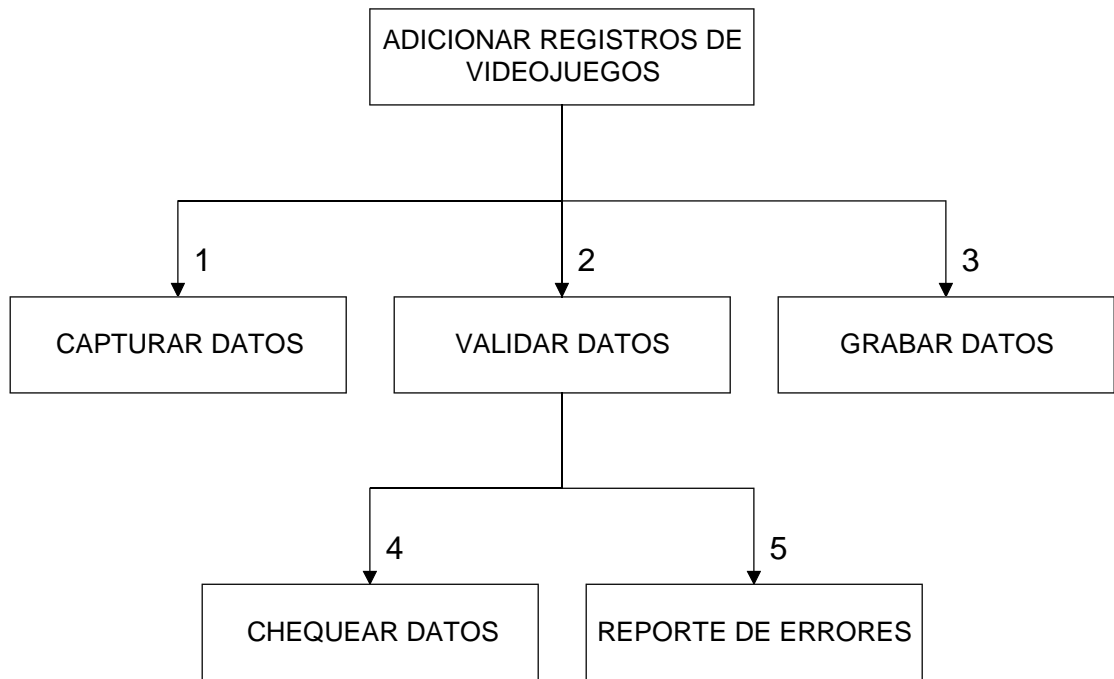 ADICIONAR REGISTROS DE
VIDEOJUEGOS
1
2
3
CAPTURAR DATOS
VALIDAR DATOS
GRABAR DATOS
4
5
CHEQUEAR DATOS
REPORTE DE ERRORES